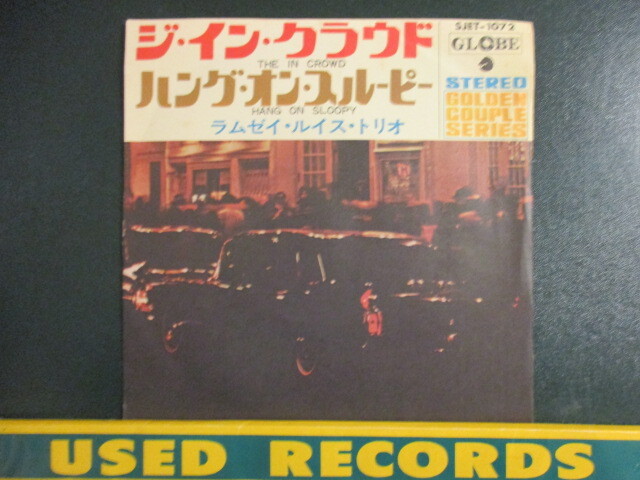 ジ・イン・クラウド
THE IN CROWD
ハング・オン・スルーピー
HANG ON SLOOPY
ラムゼイ・ルイス・トリオ
SJET-1072
GLOBE
STEREO
GOLDEN
COUPLE
SERIES
USED RECORDS